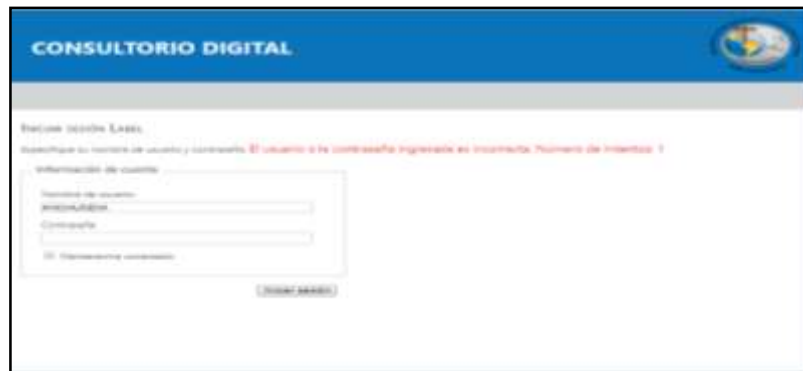 CONSULTORIO DIGITAL
Iniciar sesión Label
Especifique su nombre de usuario y contraseña. El usuario o la contraseña ingresada es incorrecta. Número de intentos: 1
Información de cuenta
Nombre de usuario:
Contraseña:
Mantenerme conectado
Iniciar sesión